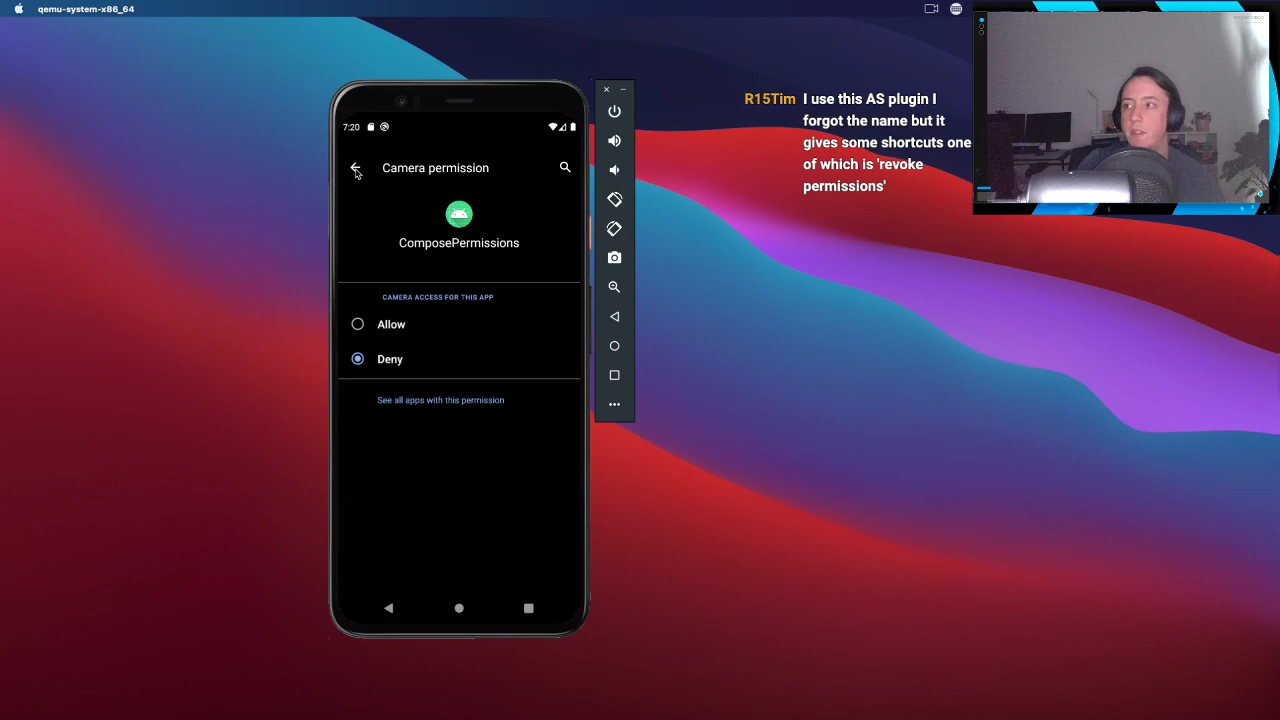 qemu-system-x86_64
R15Tim I use this AS plugin I
forgot the name but it
gives some shortcuts one
of which is 'revoke
permissions'
7:20
Camera permission
ComposePermissions
CAMERA ACCESS FOR THIS APP
Allow
Deny
See all apps with this permission